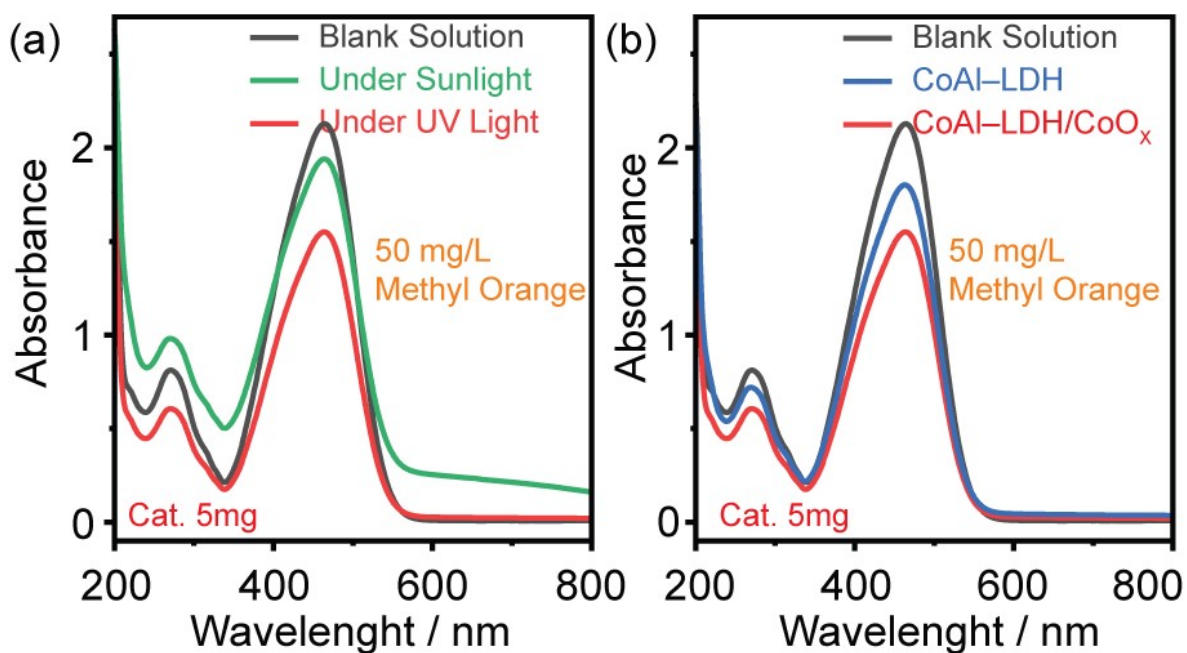 (a)
Blank Solution
Under Sunlight
Under UV Light
50 mg/L
Methyl Orange
Cat. 5mg
Absorbance
2
1
0
200 400 600 800
Wavelenght / nm
(b)
Blank Solution
CoAl–LDH
CoAl–LDH/CoOₓ
50 mg/L
Methyl Orange
Cat. 5mg
Absorbance
2
1
0
200 400 600 800
Wavelenght / nm